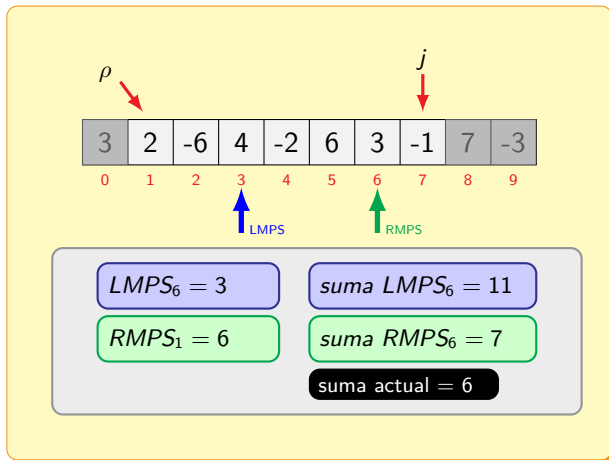 ρ j
3 2 -6 4 -2 6 3 -1 7 -3
0 1 2 3 4 5 6 7 8 9
LMPS RMPS
LMPS₆ = 3 suma LMPS₆ = 11
RMPS₁ = 6 suma RMPS₆ = 7
suma actual = 6